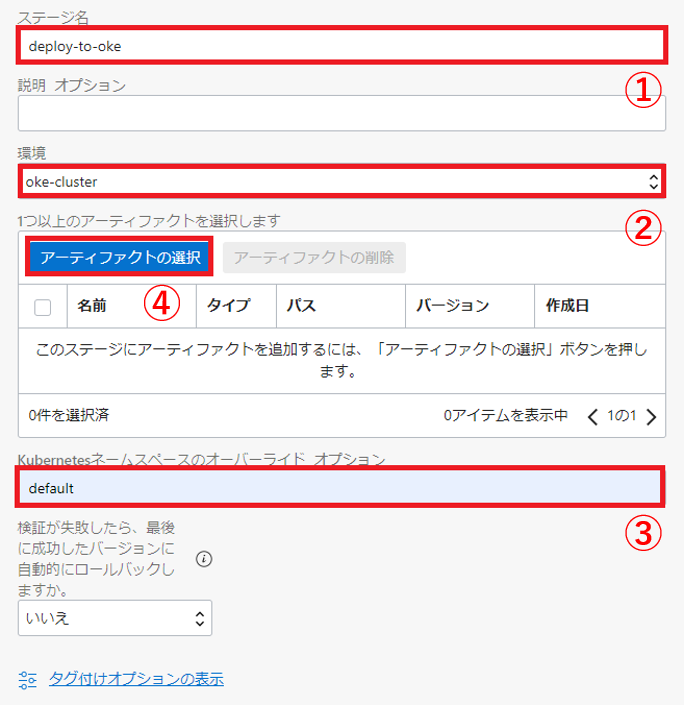 ステージ名
deploy-to-oke
①
説明 オプション
環境
oke-cluster
②
1つ以上のアーティファクトを選択します
アーティファクトの選択 アーティファクトの削除
④
名前 タイプ パス バージョン 作成日
このステージにアーティファクトを追加するには、「アーティファクトの選択」ボタンを押し
ます。
0件を選択済 0アイテムを表示中 1の1
Kubernetesネームスペースのオーバーライド オプション
default
③
検証が失敗したら、最後
に成功したバージョンに
自動的にロールバックし
ますか。
いいえ
タグ付けオプションの表示